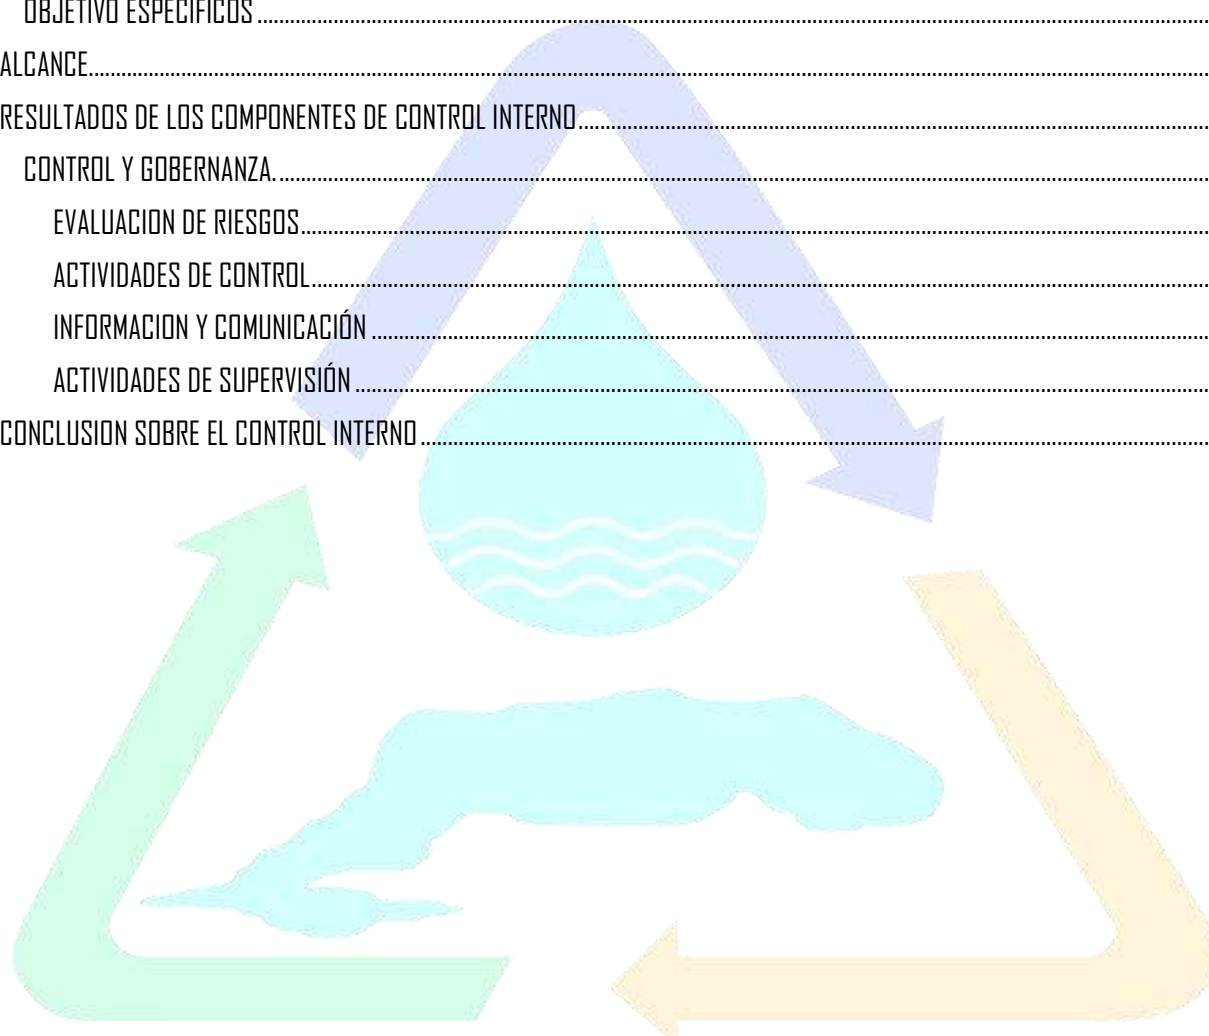 OBJETIVO ESPECIFICOS
ALCANCE
RESULTADOS DE LOS COMPONENTES DE CONTROL INTERNO
CONTROL Y GOBERNANZA.
EVALUACION DE RIESGOS
ACTIVIDADES DE CONTROL
INFORMACION Y COMUNICACIÓN
ACTIVIDADES DE SUPERVISIÓN
CONCLUSION SOBRE EL CONTROL INTERNO